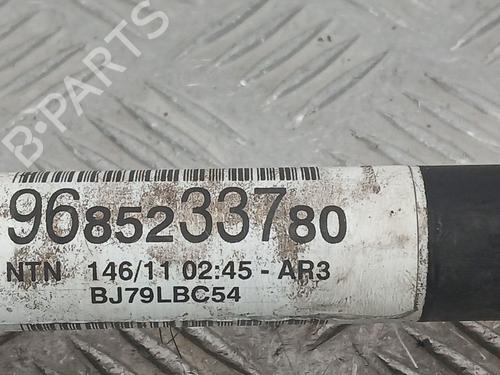 B-PARTS
9685233780
NTN 146/11 02:45 - AR3
BJ79LBC54